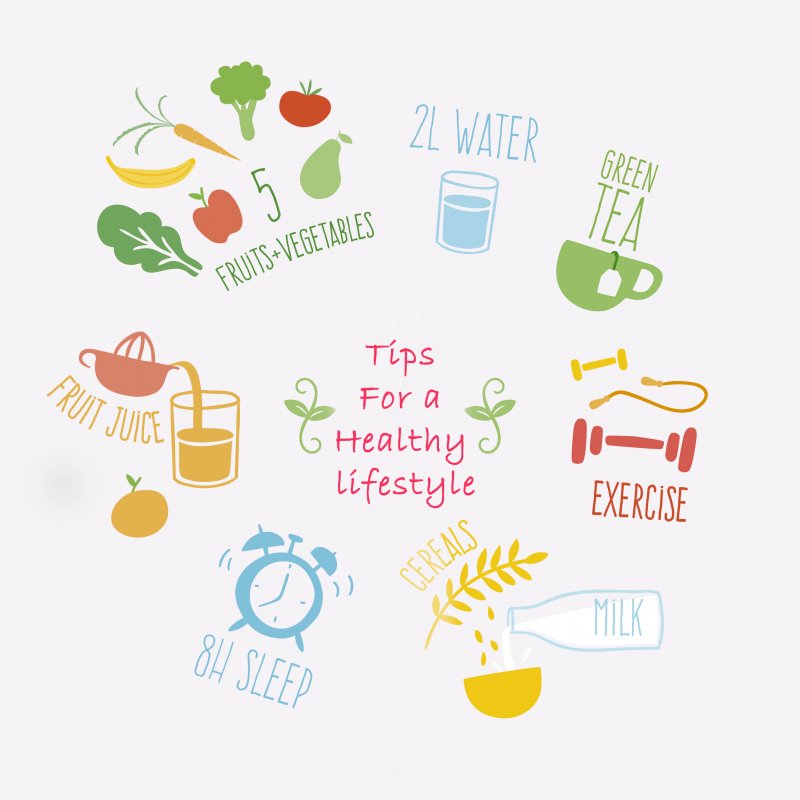 5
FRUiTS+VEGETABLES
2L WATER
GREEN
TEA
FRUiT JUiCE
Tips
For a
Healthy
lifestyle
EXERCiSE
8H SLEEP
CEREALS
MiLK